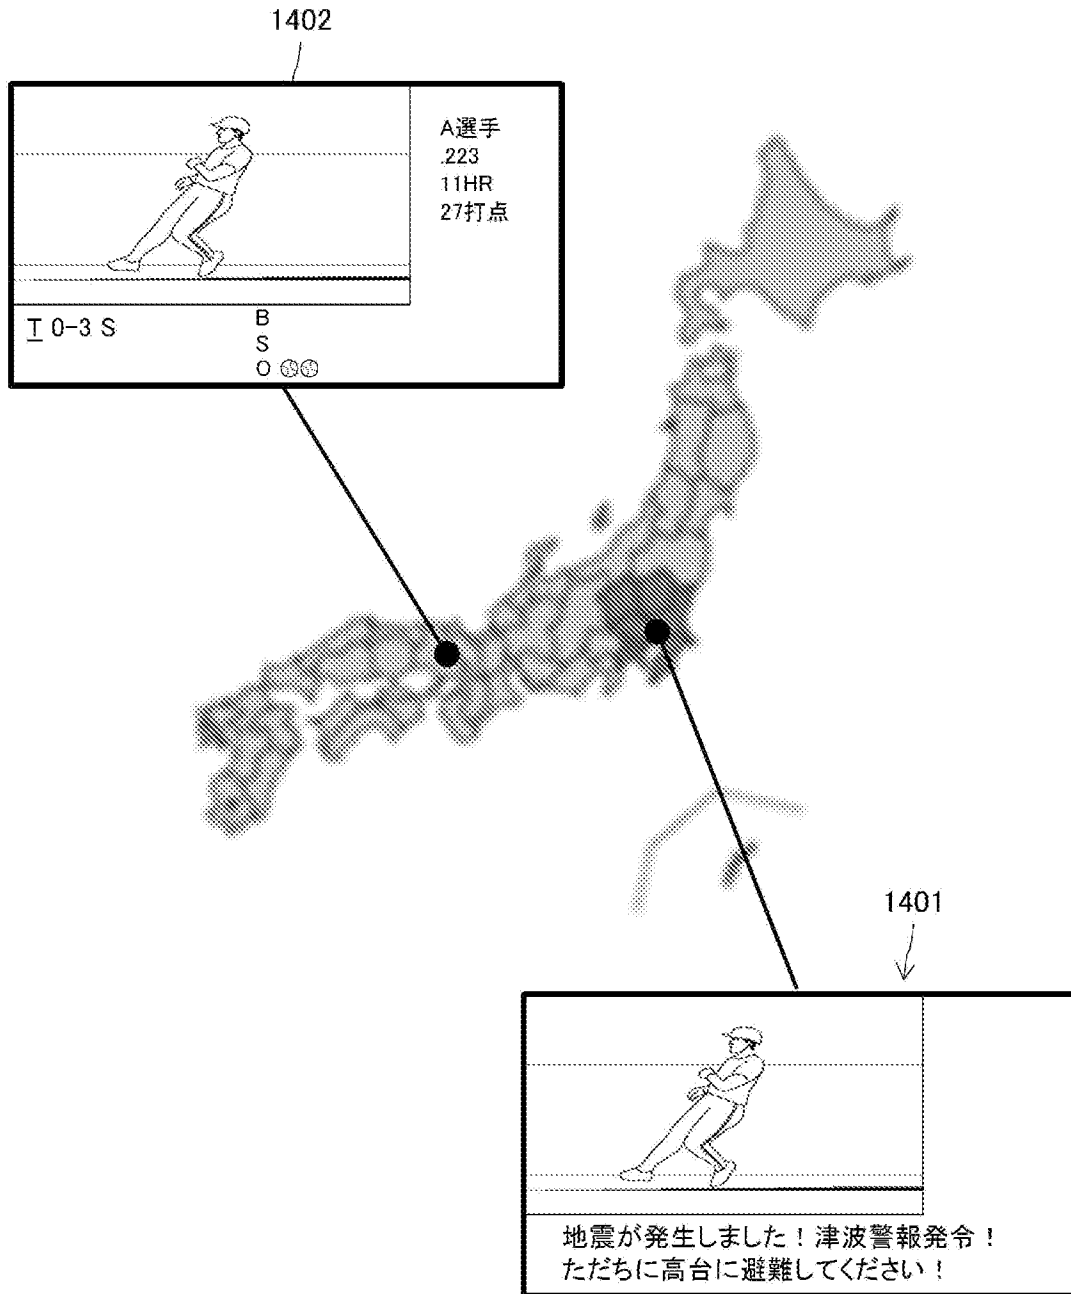 1402
A選手
.223
11HR
27打点
T 0-3 S
B
S
O
1401
地震が発生しました！津波警報発令！
ただちに高台に避難してください！